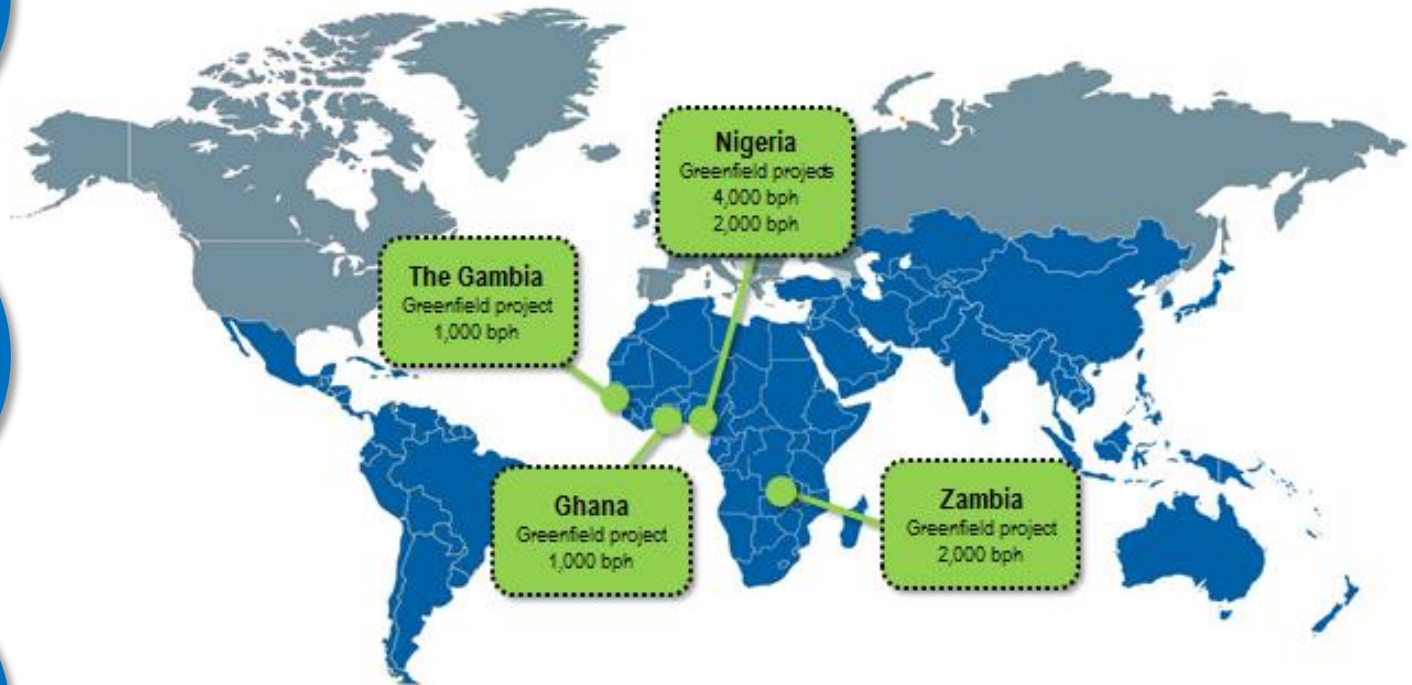 Nigeria
Greenfield projects
4,000 bph
2,000 bph
The Gambia
Greenfield project
1,000 bph
Ghana
Greenfield project
1,000 bph
Zambia
Greenfield project
2,000 bph